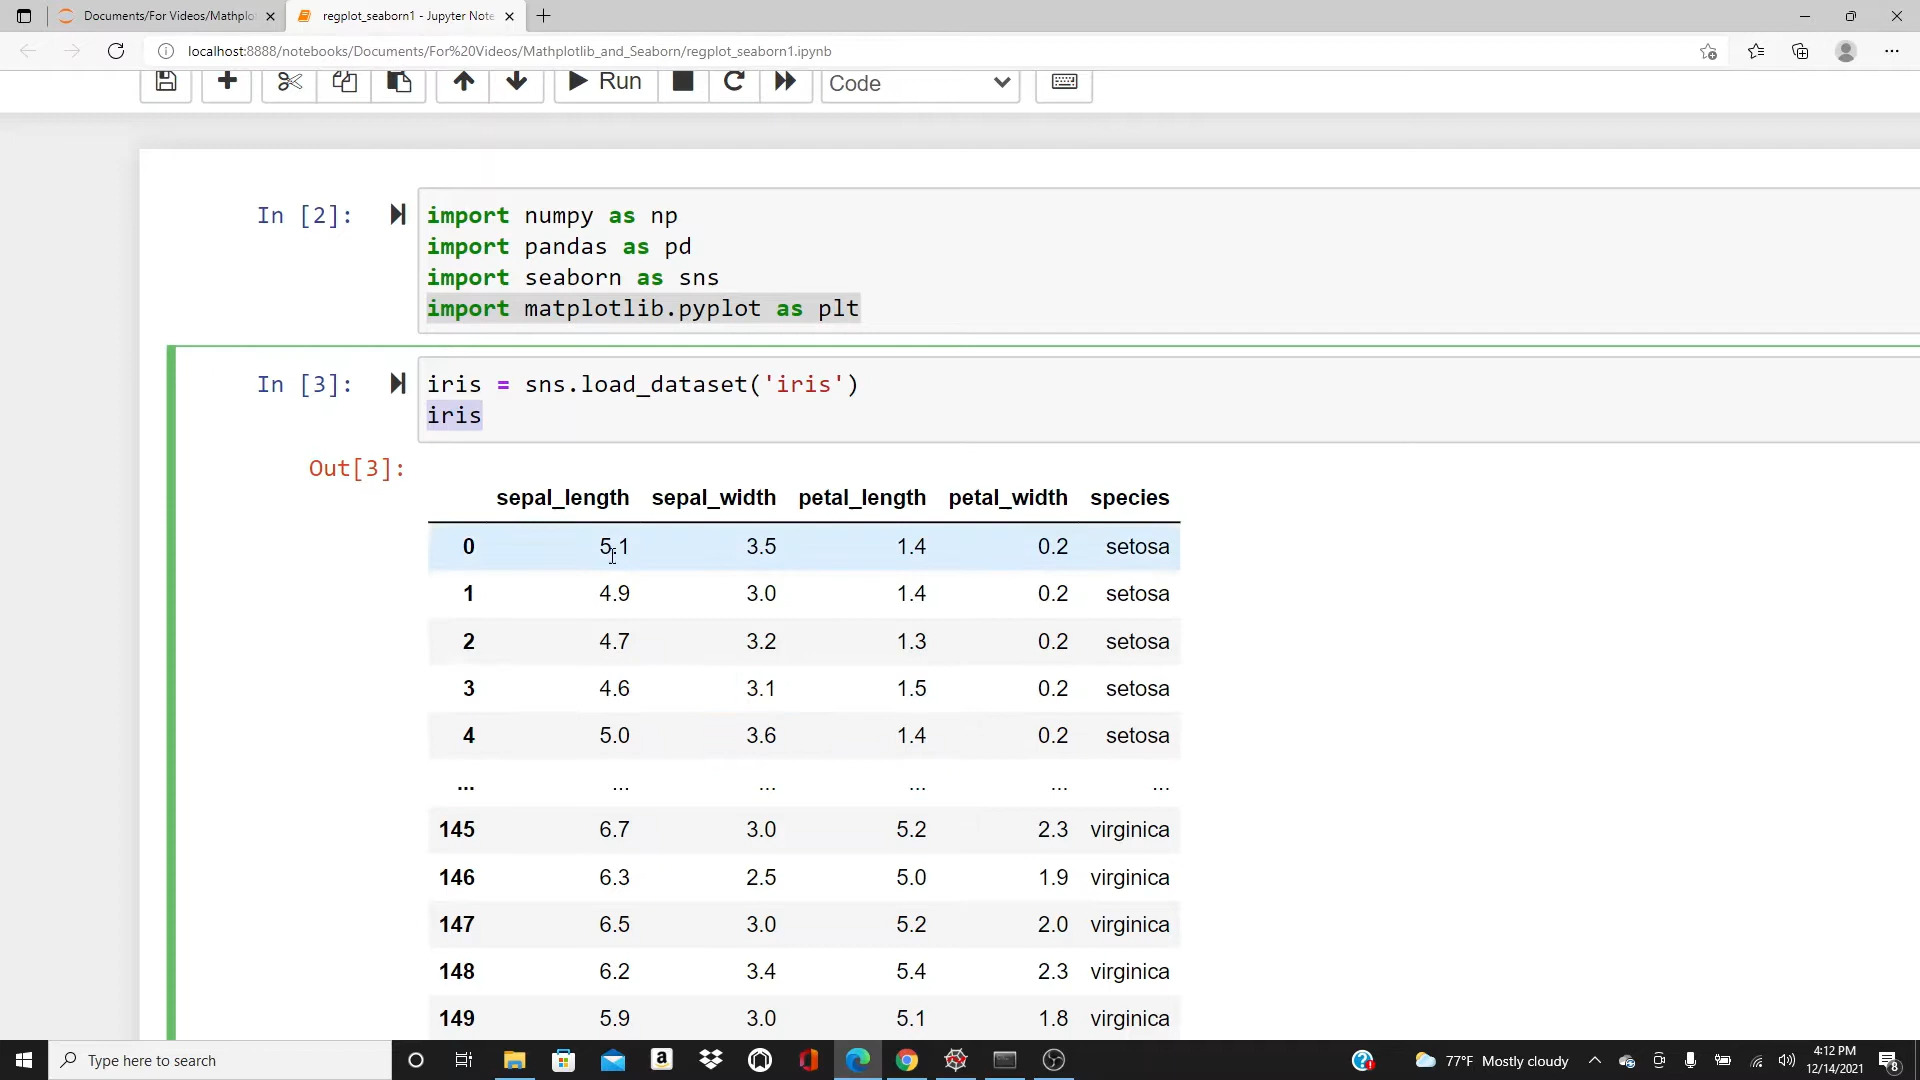 Documents/For Videos/Mathplo
regplot_seaborn1 - Jupyter Note
localhost:8888/notebooks/Documents/For%20Videos/Mathplotlib_and_Seaborn/regplot_seaborn1.ipynb
Run
Code
In [2]:
import numpy as np
import pandas as pd
import seaborn as sns
import matplotlib.pyplot as plt
In [3]:
iris = sns.load_dataset('iris')
iris
Out[3]:
sepal_length sepal_width petal_length petal_width species
0 5.1 3.5 1.4 0.2 setosa
1 4.9 3.0 1.4 0.2 setosa
2 4.7 3.2 1.3 0.2 setosa
3 4.6 3.1 1.5 0.2 setosa
4 5.0 3.6 1.4 0.2 setosa
... ... ... ... ... ...
145 6.7 3.0 5.2 2.3 virginica
146 6.3 2.5 5.0 1.9 virginica
147 6.5 3.0 5.2 2.0 virginica
148 6.2 3.4 5.4 2.3 virginica
149 5.9 3.0 5.1 1.8 virginica
Type here to search
77°F Mostly cloudy
4:12 PM
12/14/2021
8